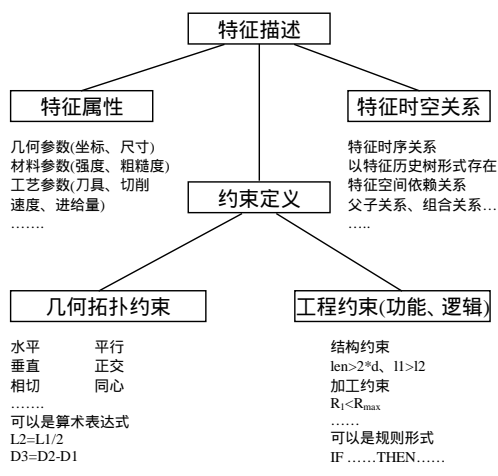 特征描述
特征属性
几何参数(坐标、尺寸)
材料参数(强度、粗糙度)
工艺参数(刀具、切削
速度、进给量)
…….
特征时空关系
特征时序关系
以特征历史树形式存在
特征空间依赖关系
父子关系、组合关系…
…..
约束定义
几何拓扑约束
水平 平行
垂直 正交
相切 同心
…….
可以是算术表达式
L2=L1/2
D3=D2-D1
工程约束(功能、逻辑)
结构约束
len>2*d、l1>l2
加工约束
R₁<Rmax
……
可以是规则形式
IF ……THEN……